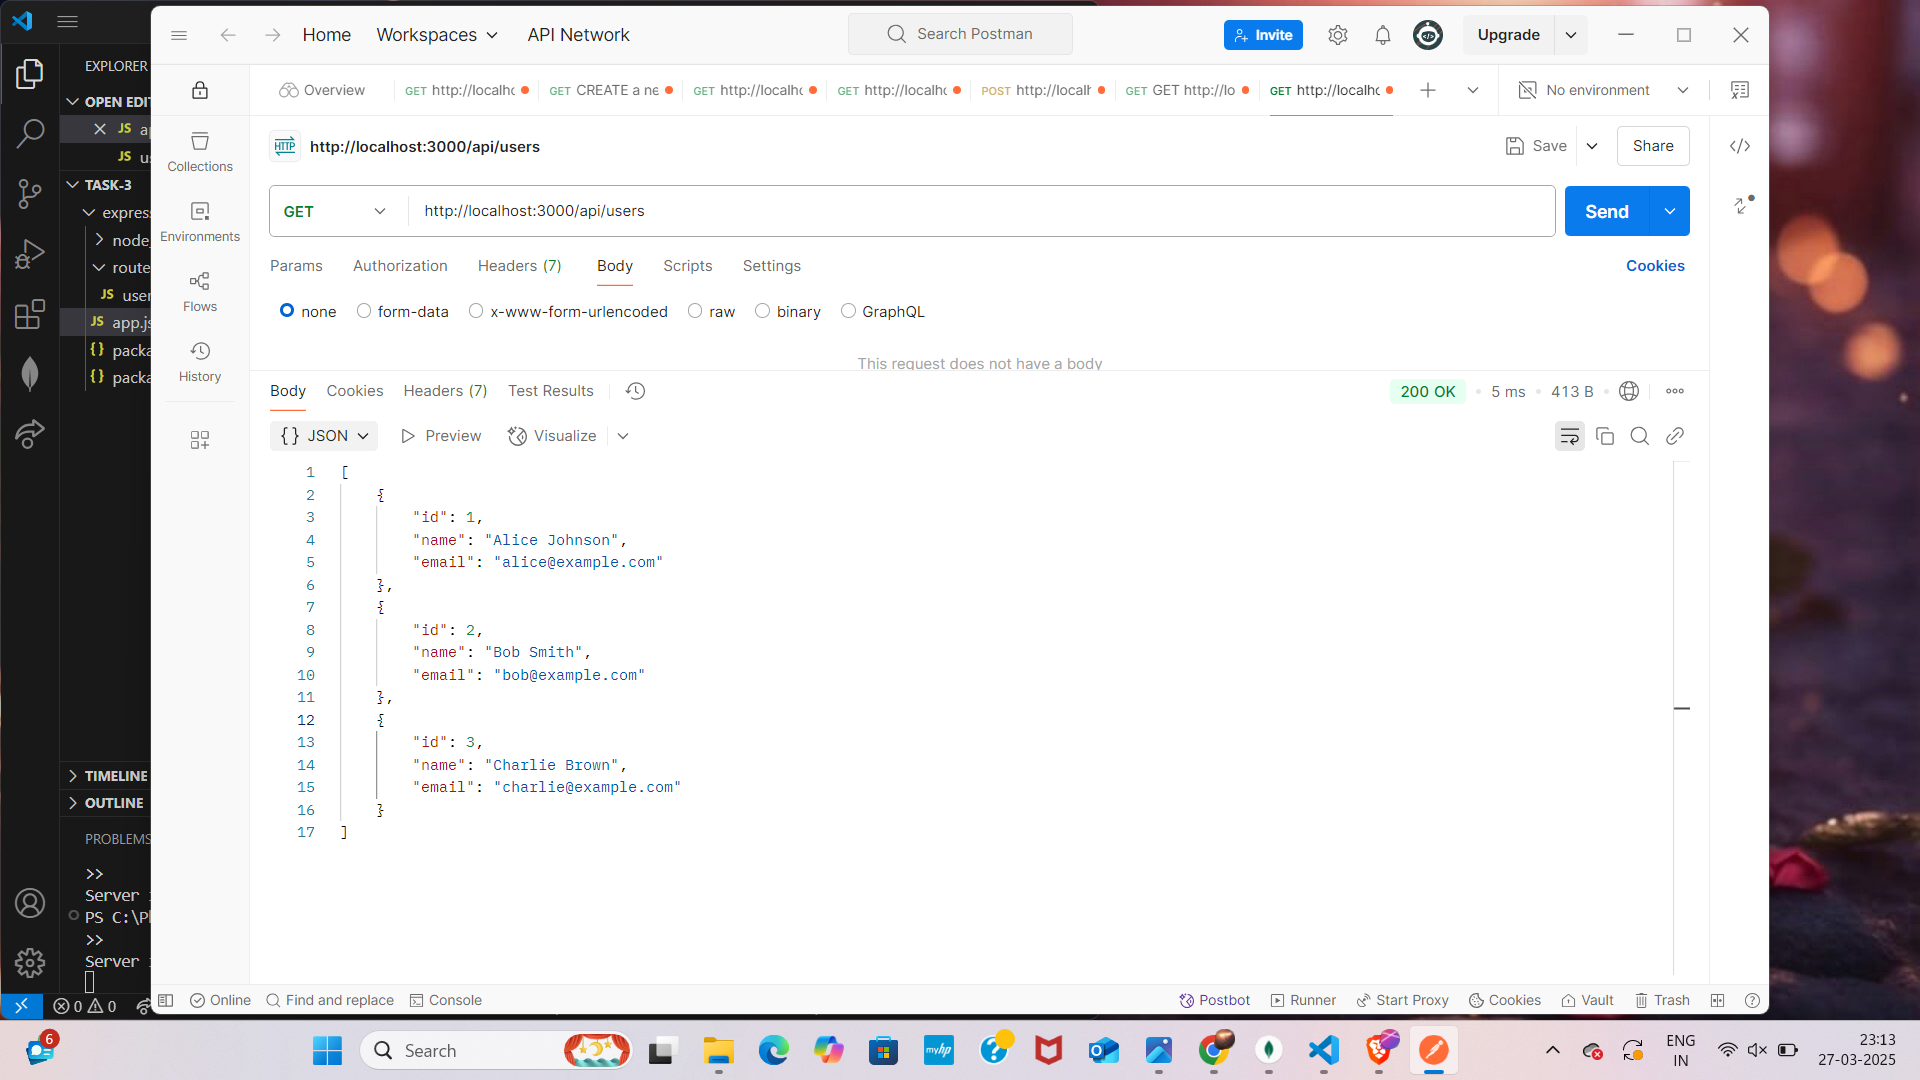 Home
Workspaces
API Network
Search Postman
Invite
Upgrade
EXPLORER
OPEN EDIT
JS
JS
TASK-3
express
node_
route
JS user
JS app.js
{} packa
{} packa
TIMELINE
OUTLINE
PROBLEMS
>>
Server
PS C:\P
>>
Server
0 0
Collections
Environments
Flows
History
Overview
GET http://localhc
GET CREATE a ne
GET http://localhc
GET http://localhc
POST http://localh
GET GET http://lo
GET http://localhc
No environment
HTTP http://localhost:3000/api/users
Save
Share
GET
http://localhost:3000/api/users
Send
Params
Authorization
Headers (7)
Body
Scripts
Settings
Cookies
none
form-data
x-www-form-urlencoded
raw
binary
GraphQL
This request does not have a body
Body
Cookies
Headers (7)
Test Results
200 OK
5 ms
413 B
{} JSON
Preview
Visualize
1 [
2 {
3 "id": 1,
4 "name": "Alice Johnson",
5 "email": "alice@example.com"
6 },
7 {
8 "id": 2,
9 "name": "Bob Smith",
10 "email": "bob@example.com"
11 },
12 {
13 "id": 3,
14 "name": "Charlie Brown",
15 "email": "charlie@example.com"
16 }
17 ]
Online
Find and replace
Console
Postbot
Runner
Start Proxy
Cookies
Vault
Trash
6
Search
myhp
ENG
IN
23:13
27-03-2025